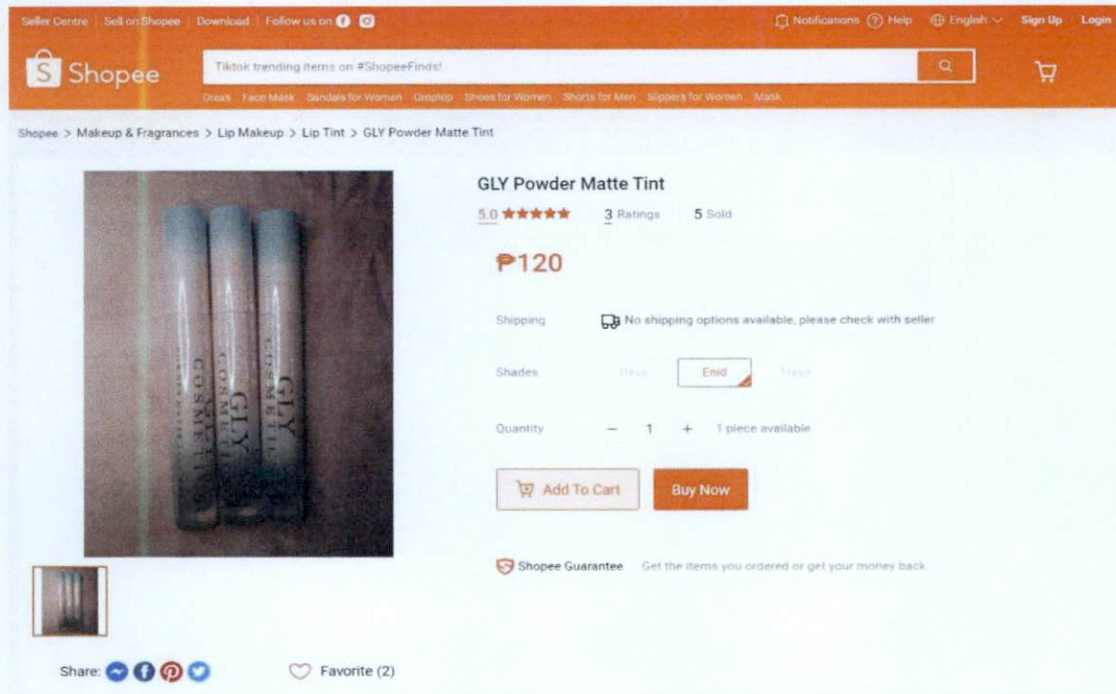 Seller Centre Sell on Shopee Download Follow us on
Notifications Help English Sign Up Login
Shopee
Tiktok trending items on #ShopeeFinds!
Dress Face Mask Sandals for Women Croptop Shoes for Women Shorts for Men Slippers for Women Mask
Shopee > Makeup & Fragrances > Lip Makeup > Lip Tint > GLY Powder Matte Tint
GLY Powder Matte Tint
5.0 3 Ratings 5 Sold
₱120
Shipping No shipping options available, please check with seller
Shades Enid Freya
Quantity − 1 + 1 piece available
Add To Cart Buy Now
Shopee Guarantee Get the items you ordered or get your money back.
GLY
COSMETIC
GLY
COSMETIC
GLY
Share: Favorite (2)